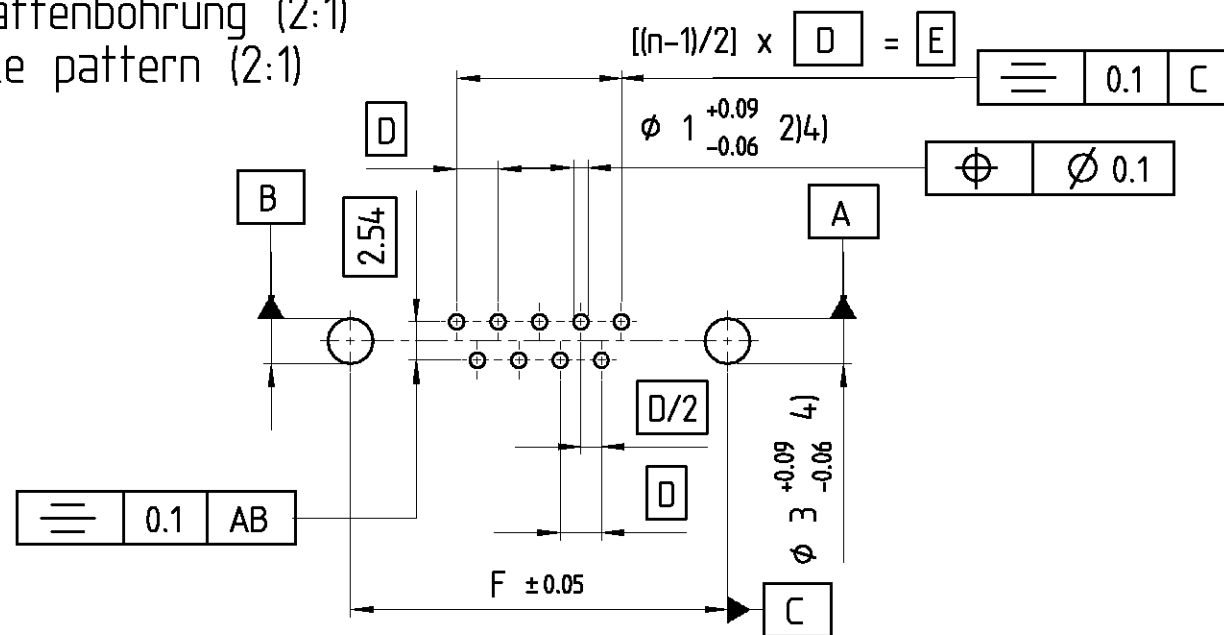 (2:1)
pattern (2:1)
[(n-1)/2] x D = E
0.1 C
D
ϕ 1 +0.09 -0.06 2)4)
⌀ 0.1
B
2.54
A
D/2
D
ϕ 3 +0.09 -0.06 4)
0.1 AB
F ±0.05
C